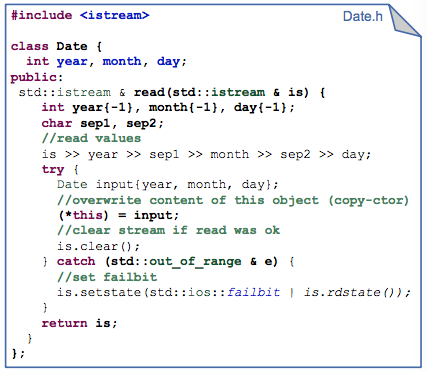 #include <istream>
Date.h
class Date {
int year, month, day;
public:
std::istream & read(std::istream & is) {
int year{-1}, month{-1}, day{-1};
char sep1, sep2;
//read values
is >> year >> sep1 >> month >> sep2 >> day;
try {
Date input{year, month, day};
//overwrite content of this object (copy-ctor)
(*this) = input;
//clear stream if read was ok
is.clear();
} catch (std::out_of_range & e) {
//set failbit
is.setstate(std::ios::failbit | is.rdstate());
}
return is;
}
};